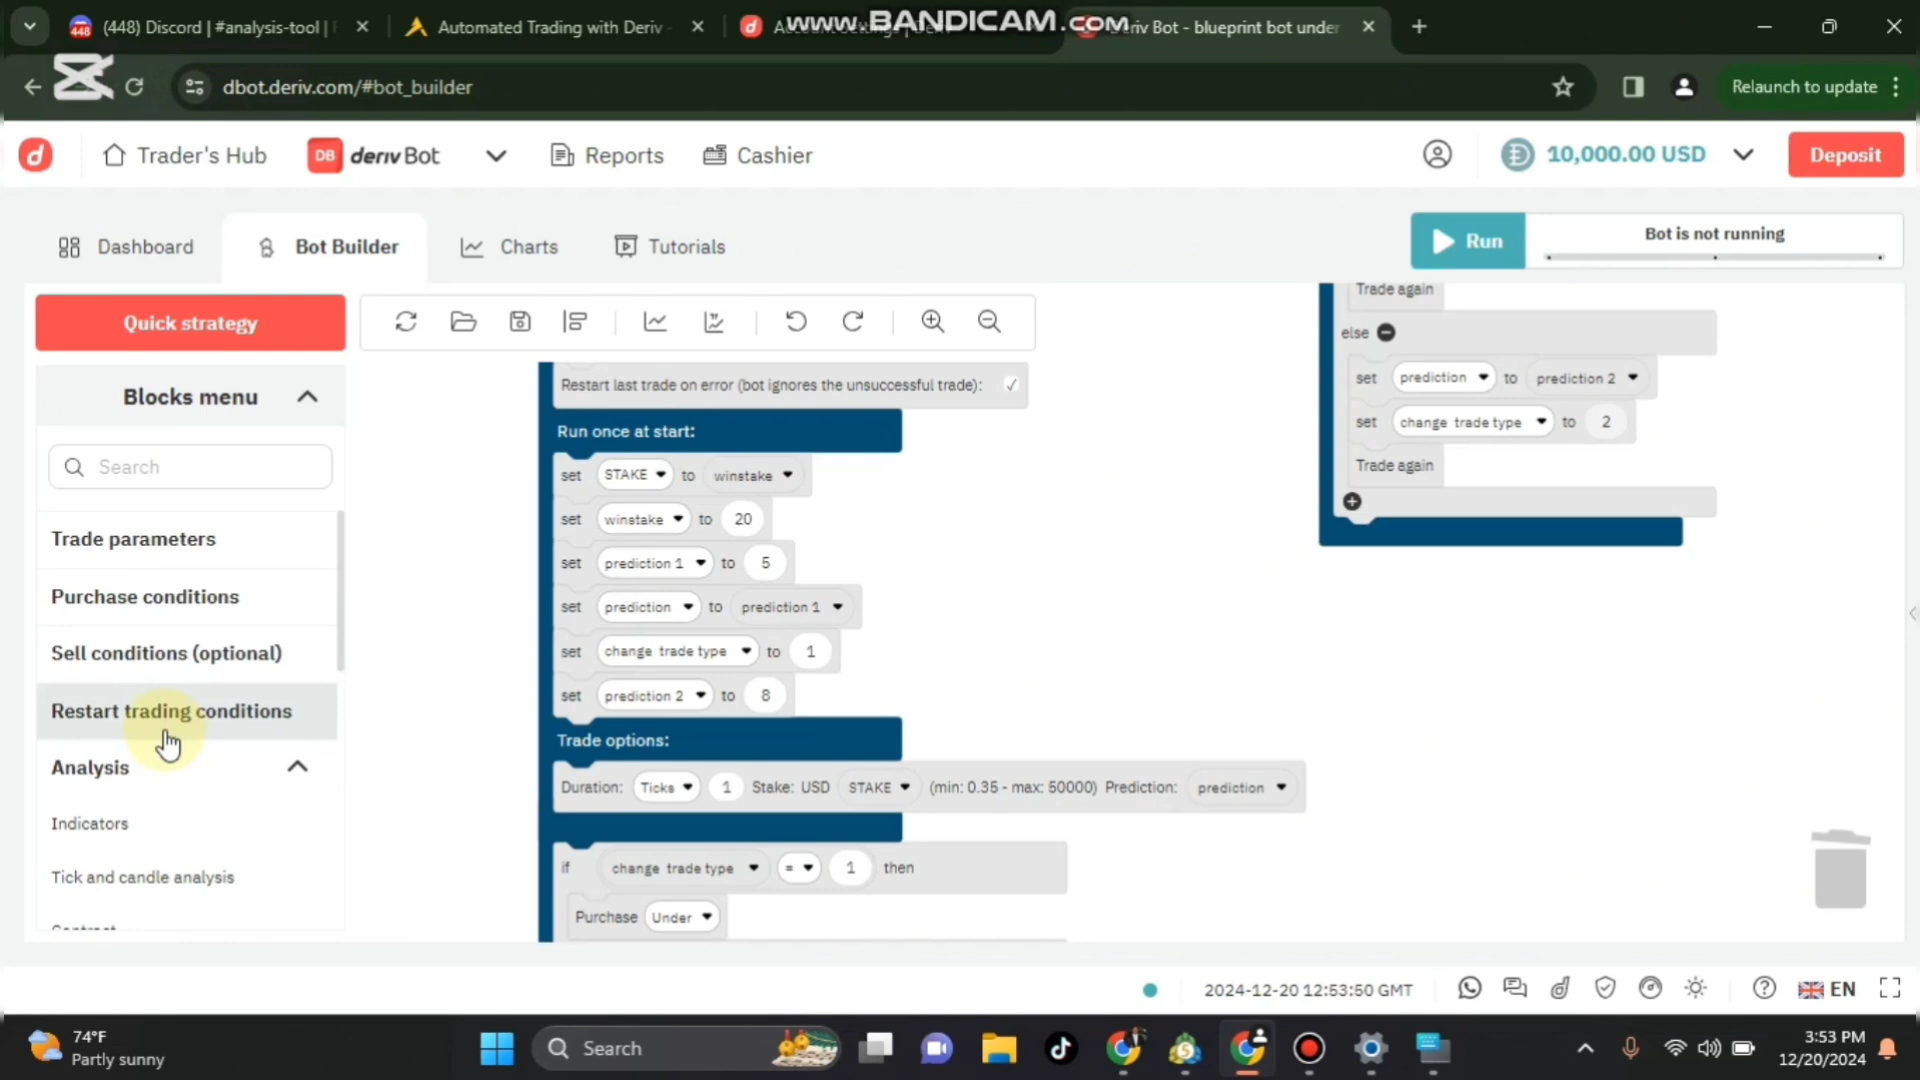 www.BANDICAM.com
(448) Discord | #analysis-tool |
Automated Trading with Deriv
Deriv Bot - blueprint bot under
dbot.deriv.com/#bot_builder
Relaunch to update
Trader's Hub
DB deriv Bot
Reports
Cashier
10,000.00 USD
Deposit
Dashboard
Bot Builder
Charts
Tutorials
Run
Bot is not running
Quick strategy
Blocks menu
Search
Trade parameters
Purchase conditions
Sell conditions (optional)
Restart trading conditions
Analysis
Indicators
Tick and candle analysis
Contract
Restart last trade on error (bot ignores the unsuccessful trade): ✓
Run once at start:
set STAKE to winstake
set winstake to 20
set prediction 1 to 5
set prediction to prediction 1
set change trade type to 1
set prediction 2 to 8
Trade options:
Duration: Ticks 1 Stake: USD STAKE (min: 0.35 - max: 50000) Prediction: prediction
if change trade type = 1 then
Purchase Under
Trade again
else
set prediction to prediction 2
set change trade type to 2
Trade again
2024-12-20 12:53:50 GMT
EN
74°F
Partly sunny
Search
3:53 PM
12/20/2024